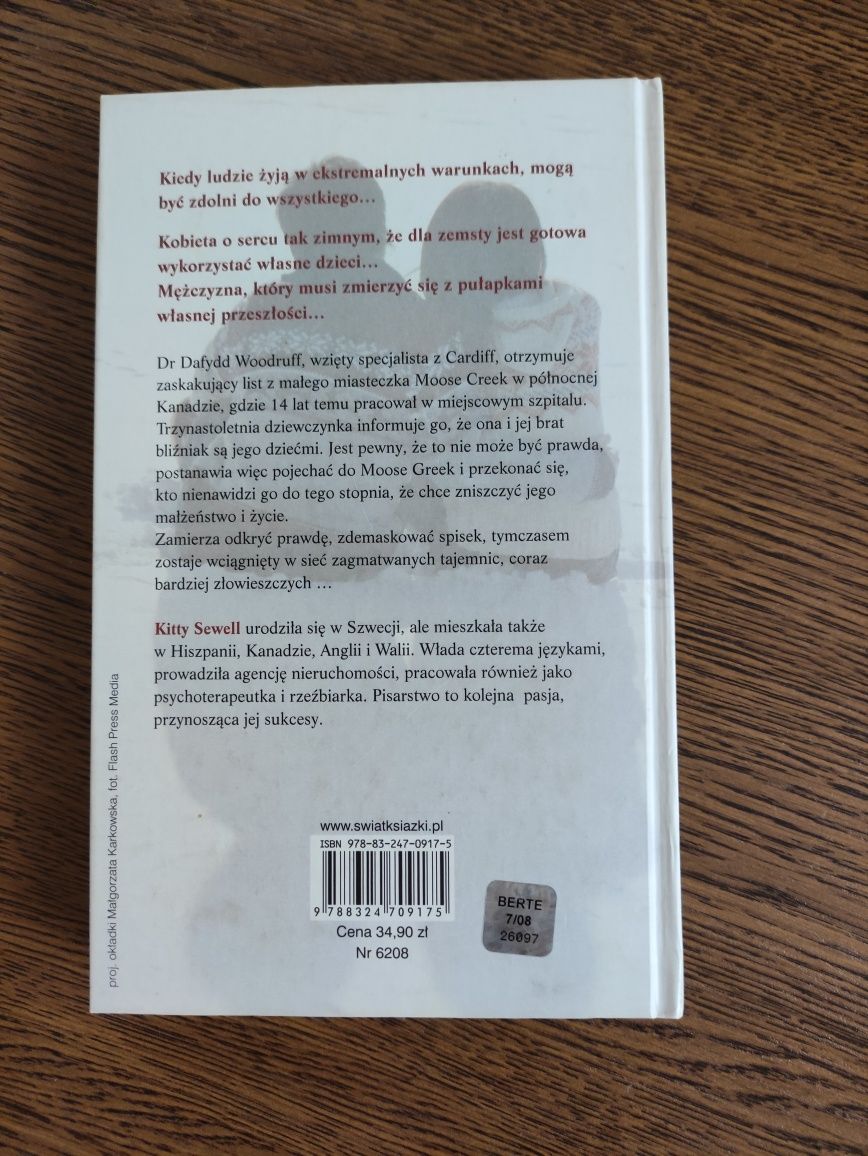 Kiedy ludzie żyją w ekstremalnych warunkach, mogą
być zdolni do wszystkiego…
Kobieta o sercu tak zimnym, że dla zemsty jest gotowa
wykorzystać własne dzieci…
Mężczyzna, który musi zmierzyć się z pułapkami
własnej przeszłości…
Dr Dafydd Woodruff, wzięty specjalista z Cardiff, otrzymuje
zaskakujący list z małego miasteczka Moose Creek w północnej
Kanadzie, gdzie 14 lat temu pracował w miejscowym szpitalu.
Trzynastoletnia dziewczynka informuje go, że ona i jej brat
bliźniak są jego dziećmi. Jest pewny, że to nie może być prawda,
postanawia więc pojechać do Moose Greek i przekonać się,
kto nienawidzi go do tego stopnia, że chce zniszczyć jego
małżeństwo i życie.
Zamierza odkryć prawdę, zdemaskować spisek, tymczasem
zostaje wciągnięty w sieć zagmatwanych tajemnic, coraz
bardziej złowieszczych …
Kitty Sewell urodziła się w Szwecji, ale mieszkała także
w Hiszpanii, Kanadzie, Anglii i Walii. Włada czterema językami,
prowadziła agencję nieruchomości, pracowała również jako
psychoterapeutka i rzeźbiarka. Pisarstwo to kolejna pasja,
przynosząca jej sukcesy.
proj. okładki Małgorzata Karkowska, fot. Flash Press Media
www.swiatksiazki.pl
ISBN 978-83-247-0917-5
9 788324 709175
Cena 34,90 zł
Nr 6208
BERTE
7/08
26097